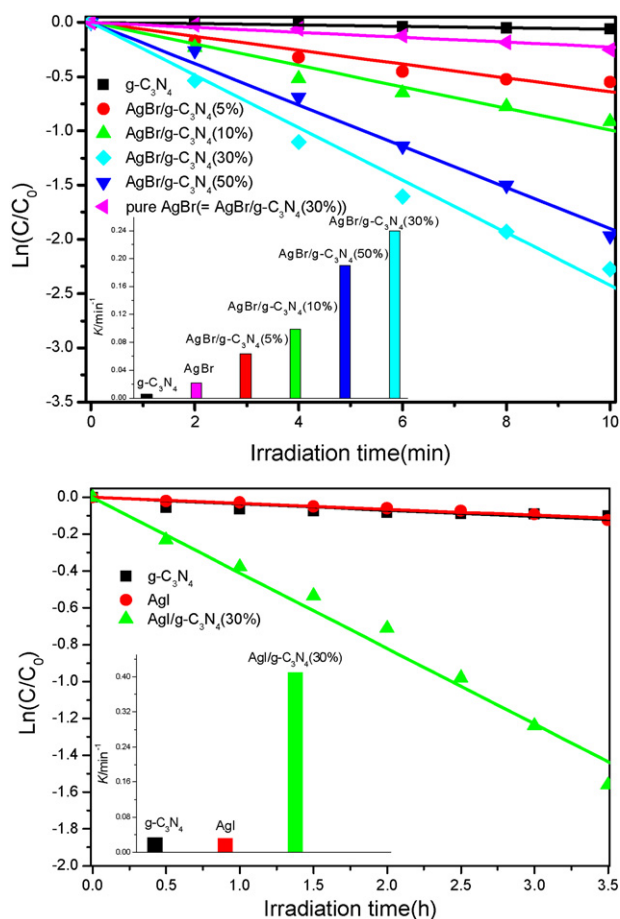 0.0
-0.5
-1.0
-1.5
-2.0
-2.5
-3.0
-3.5
Ln(C/C₀)
g-C₃N₄
AgBr/g-C₃N₄(5%)
AgBr/g-C₃N₄(10%)
AgBr/g-C₃N₄(30%)
AgBr/g-C₃N₄(50%)
pure AgBr(= AgBr/g-C₃N₄(30%))
0.24
0.20
0.16
0.12
0.08
0.04
0.00
K/min⁻¹
g-C₃N₄
AgBr
AgBr/g-C₃N₄(5%)
AgBr/g-C₃N₄(10%)
AgBr/g-C₃N₄(50%)
AgBr/g-C₃N₄(30%)
0 2 4 6 8 10
Irradiation time(min)
0.0
-0.2
-0.4
-0.6
-0.8
-1.0
-1.2
-1.4
-1.6
-1.8
-2.0
Ln(C/C₀)
g-C₃N₄
AgI
AgI/g-C₃N₄(30%)
0.40
0.32
0.24
0.16
0.08
0.00
K/min⁻¹
g-C₃N₄
AgI
AgI/g-C₃N₄(30%)
0.0 0.5 1.0 1.5 2.0 2.5 3.0 3.5
Irradiation time(h)